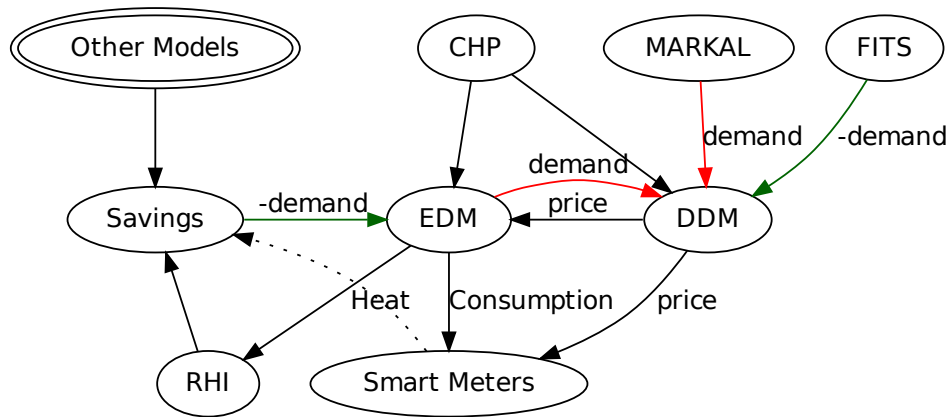 Other Models
CHP
MARKAL
FITS
demand
-demand
demand
Savings
-demand
EDM
price
DDM
Heat
Consumption
price
RHI
Smart Meters